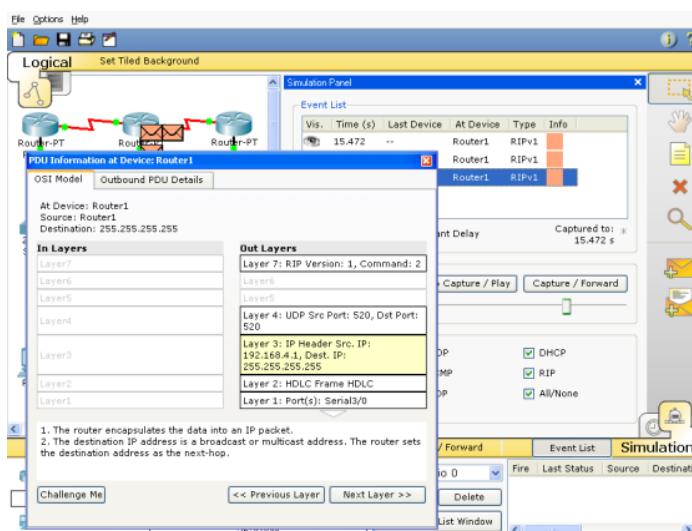 File Options Help
Logical Set Tiled Background
Simulation Panel
Event List
Vis. Time (s) Last Device At Device Type Info
15.472 -- Router1 RIPv1
Router1 RIPv1
Router1 RIPv1
Router-PT Router-PT
PDU Information at Device: Router1
OSI Model Outbound PDU Details
At Device: Router1
Source: Router1
Destination: 255.255.255.255
In Layers
Layer7
Layer6
Layer5
Layer4
Layer3
Layer2
Layer1
Out Layers
Layer 7: RIP Version: 1, Command: 2
Layer6
Layer5
Layer 4: UDP Src Port: 520, Dst Port:
520
Layer 3: IP Header Src. IP:
192.168.4.1, Dest. IP:
255.255.255.255
Layer 2: HDLC Frame HDLC
Layer 1: Port(s): Serial3/0
1. The router encapsulates the data into an IP packet.
2. The destination IP address is a broadcast or multicast address. The router sets
the destination address as the next-hop.
Challenge Me << Previous Layer Next Layer >>
Delay
Captured to:
15.472 s
Capture / Play Capture / Forward
DHCP
RIP
All/None
/ Forward Event List Simulation
Fire Last Status Source
Delete
List Window